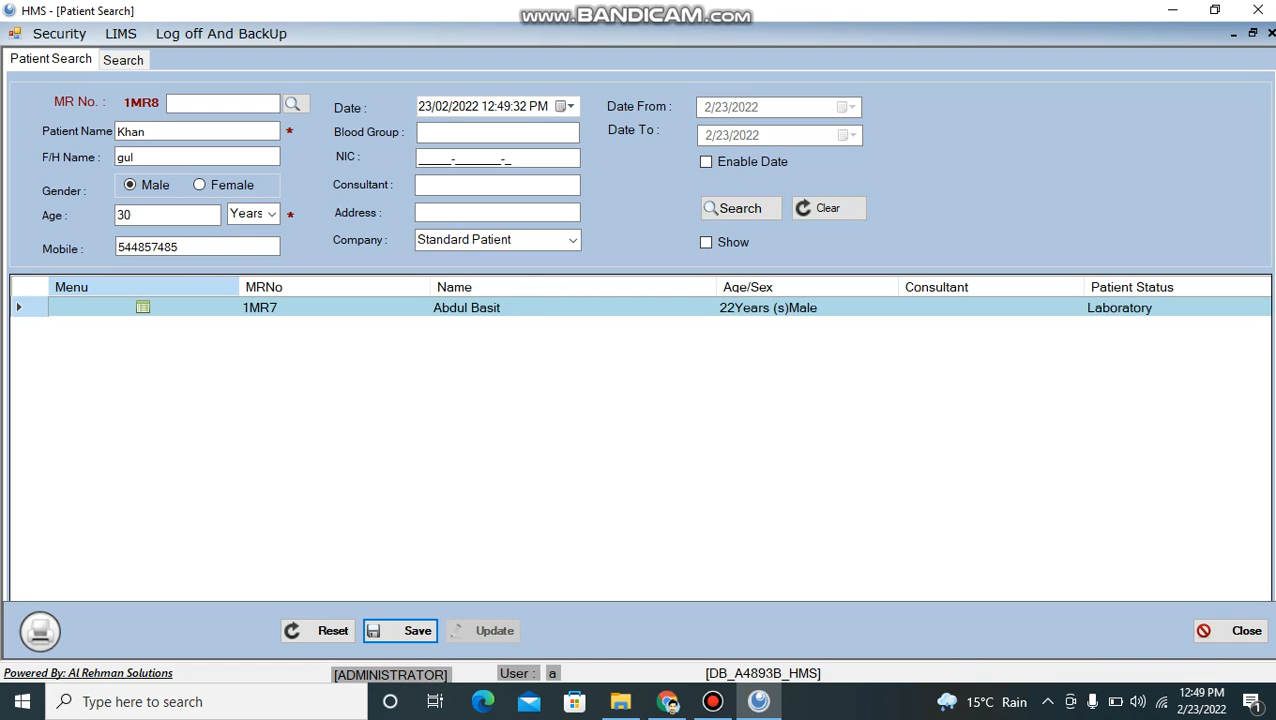 HMS - [Patient Search]
www.BANDICAM.com
Security LIMS Log off And BackUp
Patient Search Search
MR No. : 1MR8
Patient Name Khan *
F/H Name : gul
Gender : Male Female
Age : 30 Years *
Mobile : 544857485
Date : 23/02/2022 12:49:32 PM
Blood Group :
NIC : _____-_______-_
Consultant :
Address :
Company : Standard Patient
Date From : 2/23/2022
Date To : 2/23/2022
Enable Date
Search Clear
Show
Menu MRNo Name Age/Sex Consultant Patient Status
1MR7 Abdul Basit 22Years (s)Male Laboratory
Reset Save Update Close
Powered By: Al Rehman Solutions [ADMINISTRATOR] User : a [DB_A4893B_HMS]
Type here to search
15°C Rain
12:49 PM
2/23/2022
1